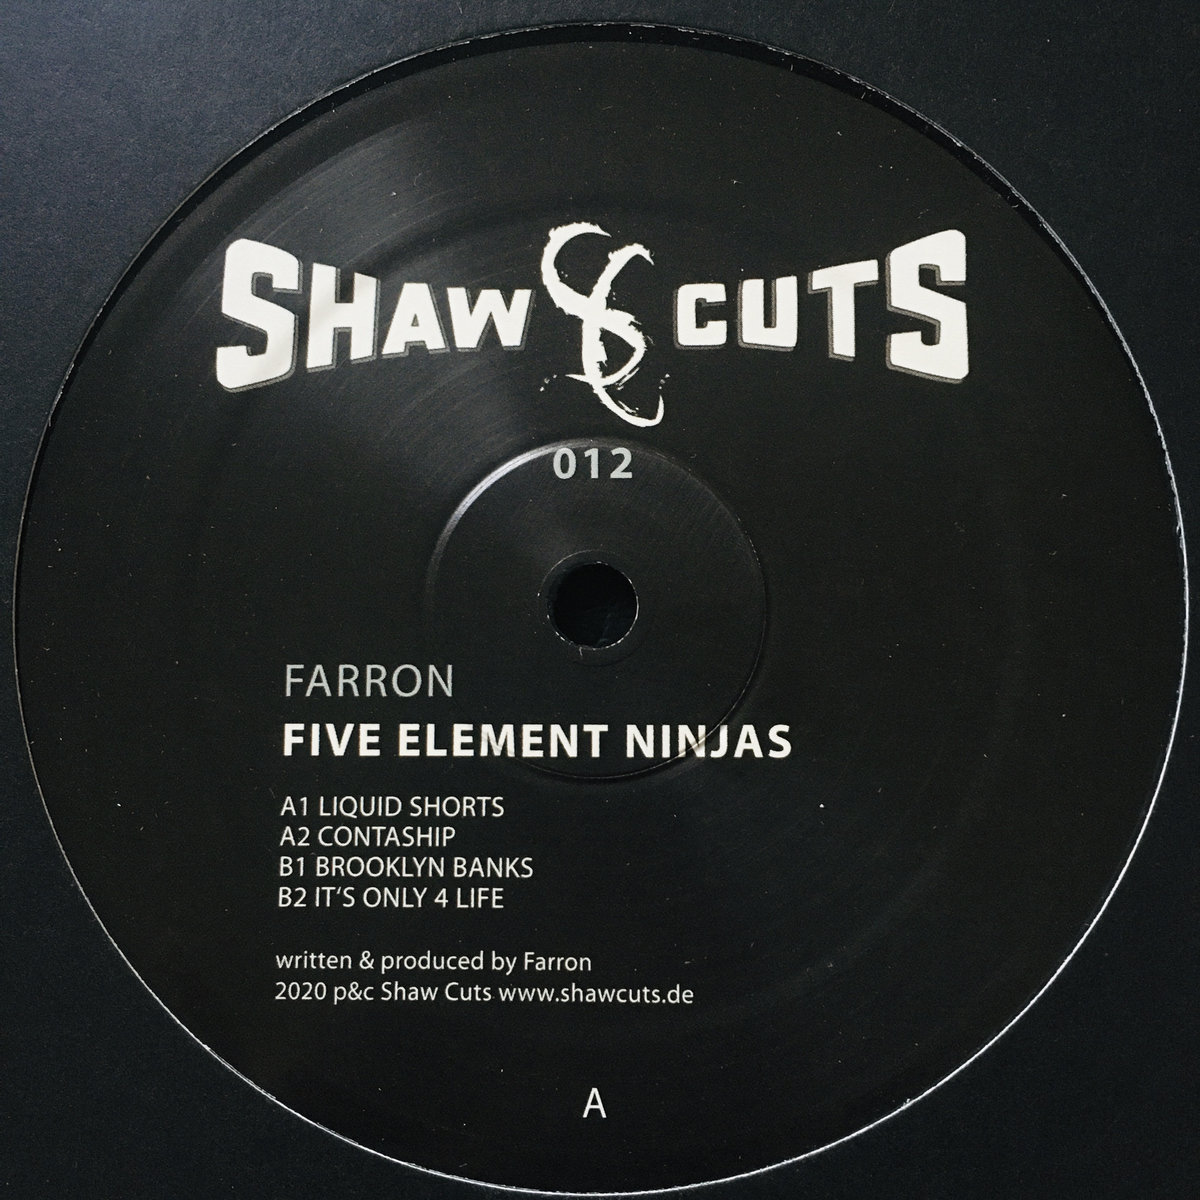 SHAW CUTS
012
FARRON
FIVE ELEMENT NINJAS
A1 LIQUID SHORTS
A2 CONTASHIP
B1 BROOKLYN BANKS
B2 IT‘S ONLY 4 LIFE
written & produced by Farron
2020 p&c Shaw Cuts www.shawcuts.de
A